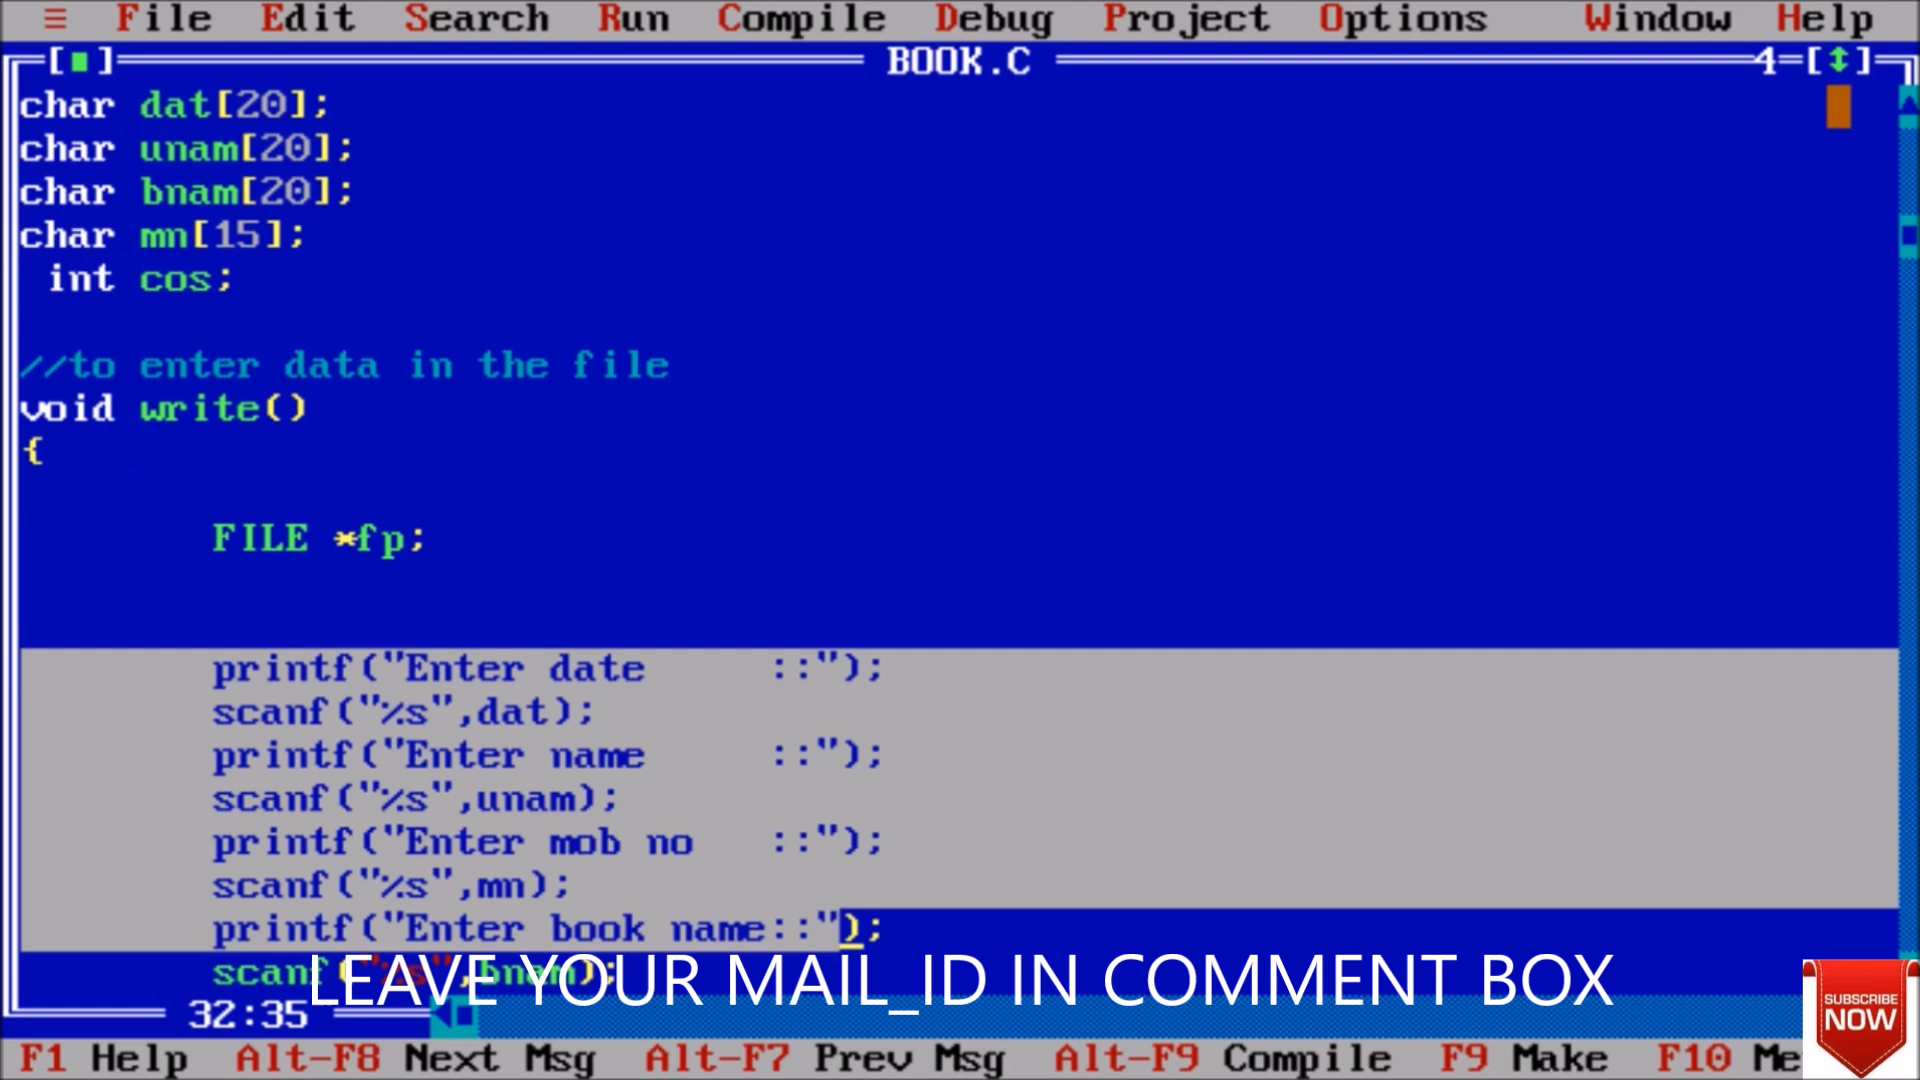 ≡ File Edit Search Run Compile Debug Project Options Window Help
[■] BOOK.C 4=[↕]
char dat[20];
char unam[20];
char bnam[20];
char mn[15];
int cos;
//to enter data in the file
void write()
{
FILE *fp;
printf("Enter date     ::");
scanf("%s",dat);
printf("Enter name     ::");
scanf("%s",unam);
printf("Enter mob no   ::");
scanf("%s",mn);
printf("Enter book name::");
scanf("%s",bnam);
LEAVE YOUR MAIL_ID IN COMMENT BOX
32:35
SUBSCRIBE
NOW
F1 Help Alt-F8 Next Msg Alt-F7 Prev Msg Alt-F9 Compile F9 Make F10 Me